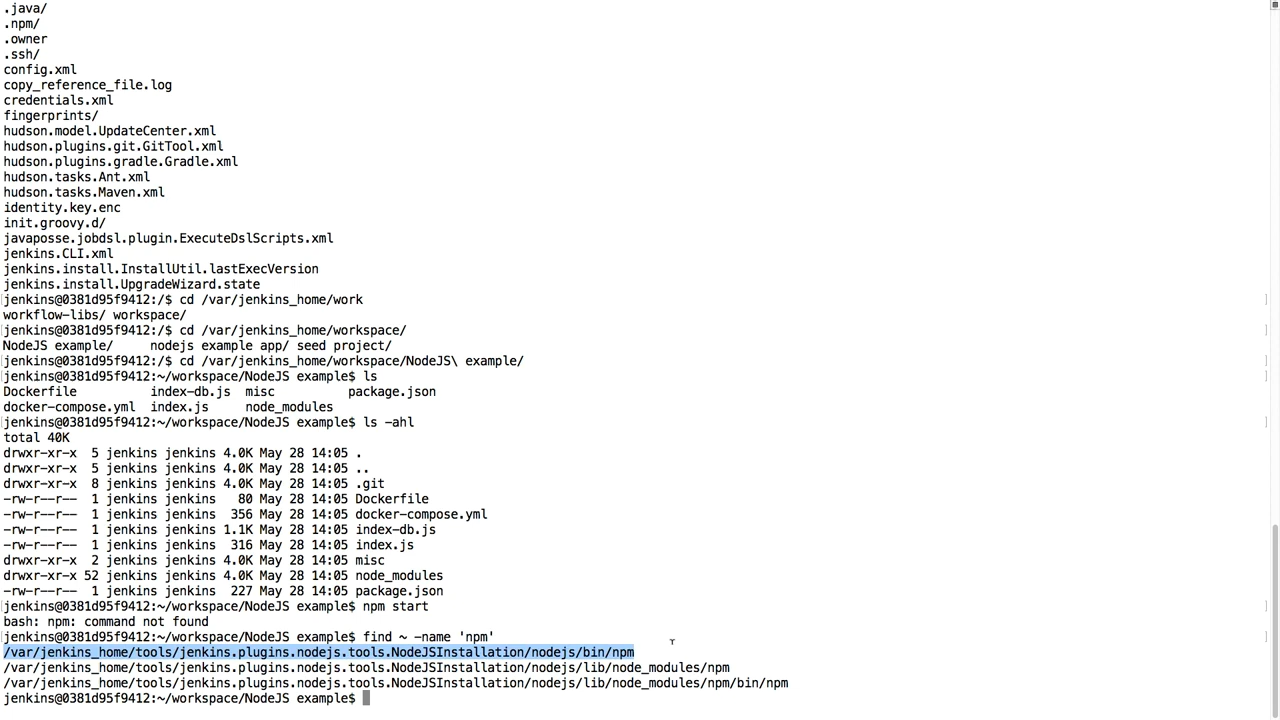 .java/
.npm/
.owner
.ssh/
config.xml
copy_reference_file.log
credentials.xml
fingerprints/
hudson.model.UpdateCenter.xml
hudson.plugins.git.GitTool.xml
hudson.plugins.gradle.Gradle.xml
hudson.tasks.Ant.xml
hudson.tasks.Maven.xml
identity.key.enc
init.groovy.d/
javaposse.jobdsl.plugin.ExecuteDslScripts.xml
jenkins.CLI.xml
jenkins.install.InstallUtil.lastExecVersion
jenkins.install.UpgradeWizard.state
jenkins@0381d95f9412:/$ cd /var/jenkins_home/work
workflow-libs/ workspace/
jenkins@0381d95f9412:/$ cd /var/jenkins_home/workspace/
NodeJS example/     nodejs example app/ seed project/
jenkins@0381d95f9412:/$ cd /var/jenkins_home/workspace/NodeJS\ example/
jenkins@0381d95f9412:~/workspace/NodeJS example$ ls
Dockerfile          index-db.js  misc          package.json
docker-compose.yml  index.js     node_modules
jenkins@0381d95f9412:~/workspace/NodeJS example$ ls -ahl
total 40K
drwxr-xr-x  5 jenkins jenkins 4.0K May 28 14:05 .
drwxr-xr-x  5 jenkins jenkins 4.0K May 28 14:05 ..
drwxr-xr-x  8 jenkins jenkins 4.0K May 28 14:05 .git
-rw-r--r--  1 jenkins jenkins   80 May 28 14:05 Dockerfile
-rw-r--r--  1 jenkins jenkins  356 May 28 14:05 docker-compose.yml
-rw-r--r--  1 jenkins jenkins 1.1K May 28 14:05 index-db.js
-rw-r--r--  1 jenkins jenkins  316 May 28 14:05 index.js
drwxr-xr-x  2 jenkins jenkins 4.0K May 28 14:05 misc
drwxr-xr-x 52 jenkins jenkins 4.0K May 28 14:05 node_modules
-rw-r--r--  1 jenkins jenkins  227 May 28 14:05 package.json
jenkins@0381d95f9412:~/workspace/NodeJS example$ npm start
bash: npm: command not found
jenkins@0381d95f9412:~/workspace/NodeJS example$ find ~ -name 'npm'
/var/jenkins_home/tools/jenkins.plugins.nodejs.tools.NodeJSInstallation/nodejs/bin/npm
/var/jenkins_home/tools/jenkins.plugins.nodejs.tools.NodeJSInstallation/nodejs/lib/node_modules/npm
/var/jenkins_home/tools/jenkins.plugins.nodejs.tools.NodeJSInstallation/nodejs/lib/node_modules/npm/bin/npm
jenkins@0381d95f9412:~/workspace/NodeJS example$